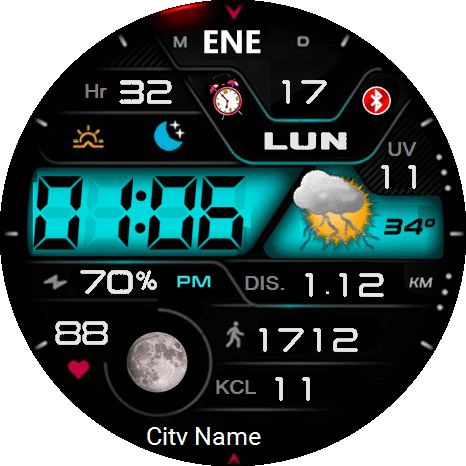 M ENE D
Hr 32 17
LUN
UV
11
01:05
34°
70% PM DIS. 1.12 KM
88
1712
KCL 11
City Name